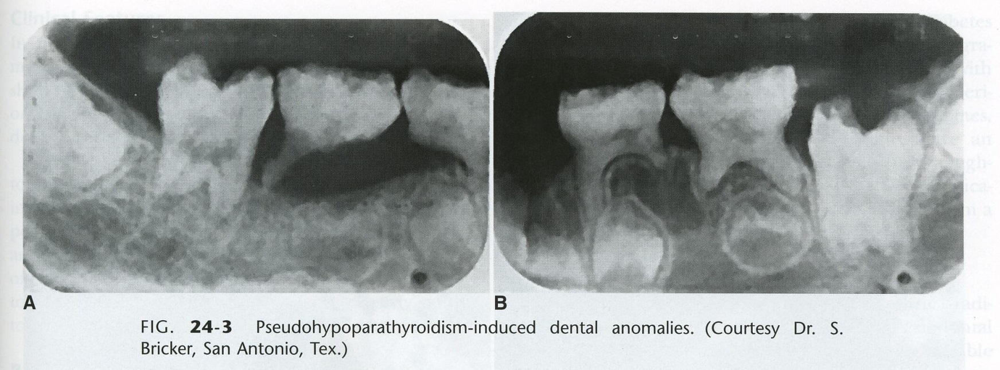 A
B
FIG. 24-3 Pseudohypoparathyroidism-induced dental anomalies. (Courtesy Dr. S.
Bricker, San Antonio, Tex.)